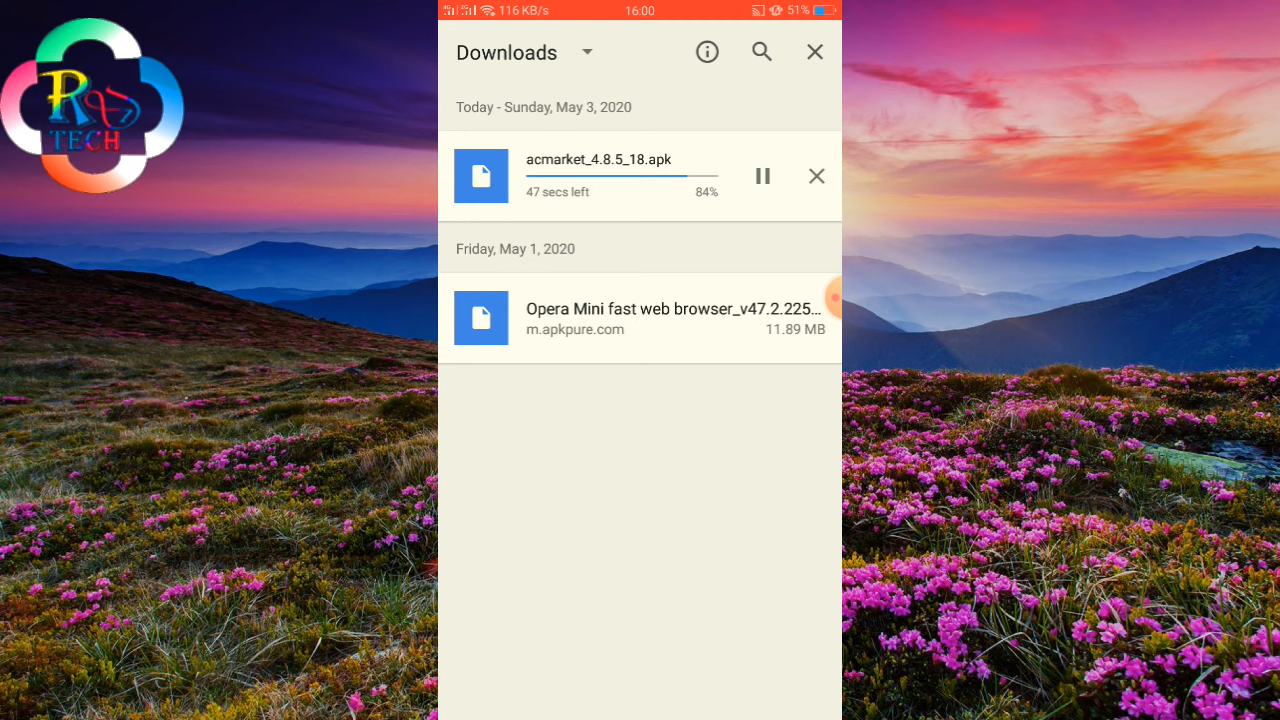 116 KB/s
16:00
51%
Downloads
Today - Sunday, May 3, 2020
acmarket_4.8.5_18.apk
47 secs left
84%
Friday, May 1, 2020
Opera Mini fast web browser_v47.2.225...
m.apkpure.com
11.89 MB
TECH